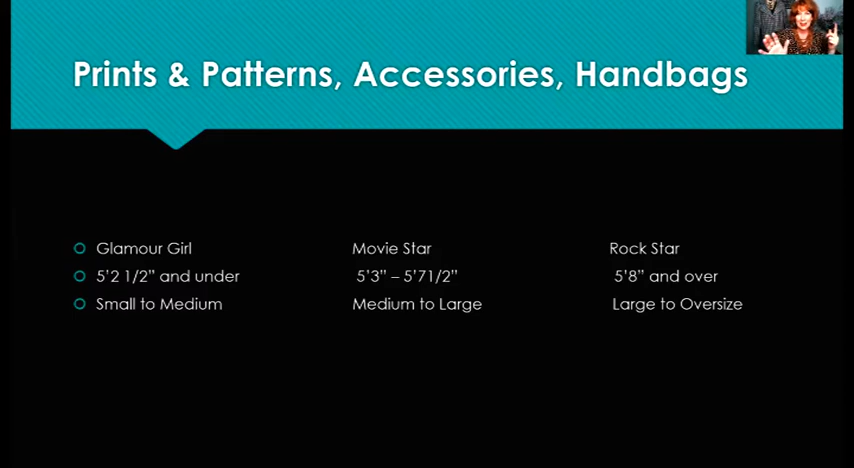 Prints & Patterns, Accessories, Handbags
Glamour Girl Movie Star Rock Star
5’2 1/2” and under 5’3” – 5’71/2” 5’8” and over
Small to Medium Medium to Large Large to Oversize